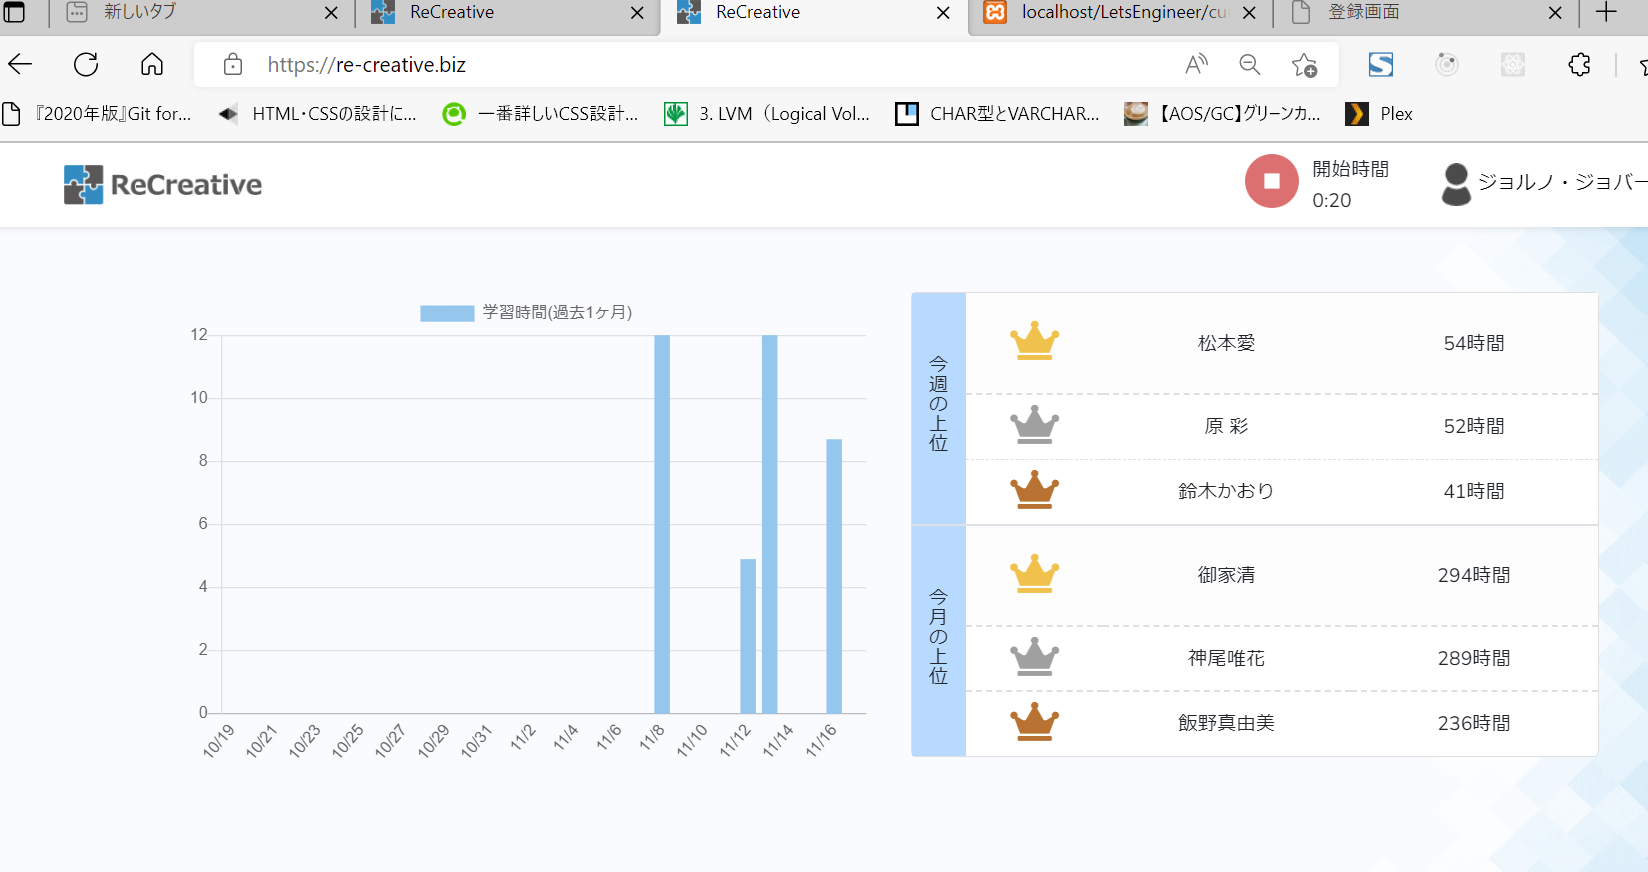 新しいタブ
ReCreative
ReCreative
localhost/LetsEngineer/cu
登録画面
https://re-creative.biz
『2020年版』Git for...
HTML・CSSの設計に...
一番詳しいCSS設計...
3. LVM（Logical Vol...
CHAR型とVARCHAR...
【AOS/GC】グリーンカ...
Plex
ReCreative
開始時間
0:20
ジョルノ・ジョバー
学習時間(過去1ヶ月)
12
10
8
6
4
2
0
10/19
10/21
10/23
10/25
10/27
10/29
10/31
11/2
11/4
11/6
11/8
11/10
11/12
11/14
11/16
今週の上位
松本愛 54時間
原 彩 52時間
鈴木かおり 41時間
今月の上位
御家清 294時間
神尾唯花 289時間
飯野真由美 236時間